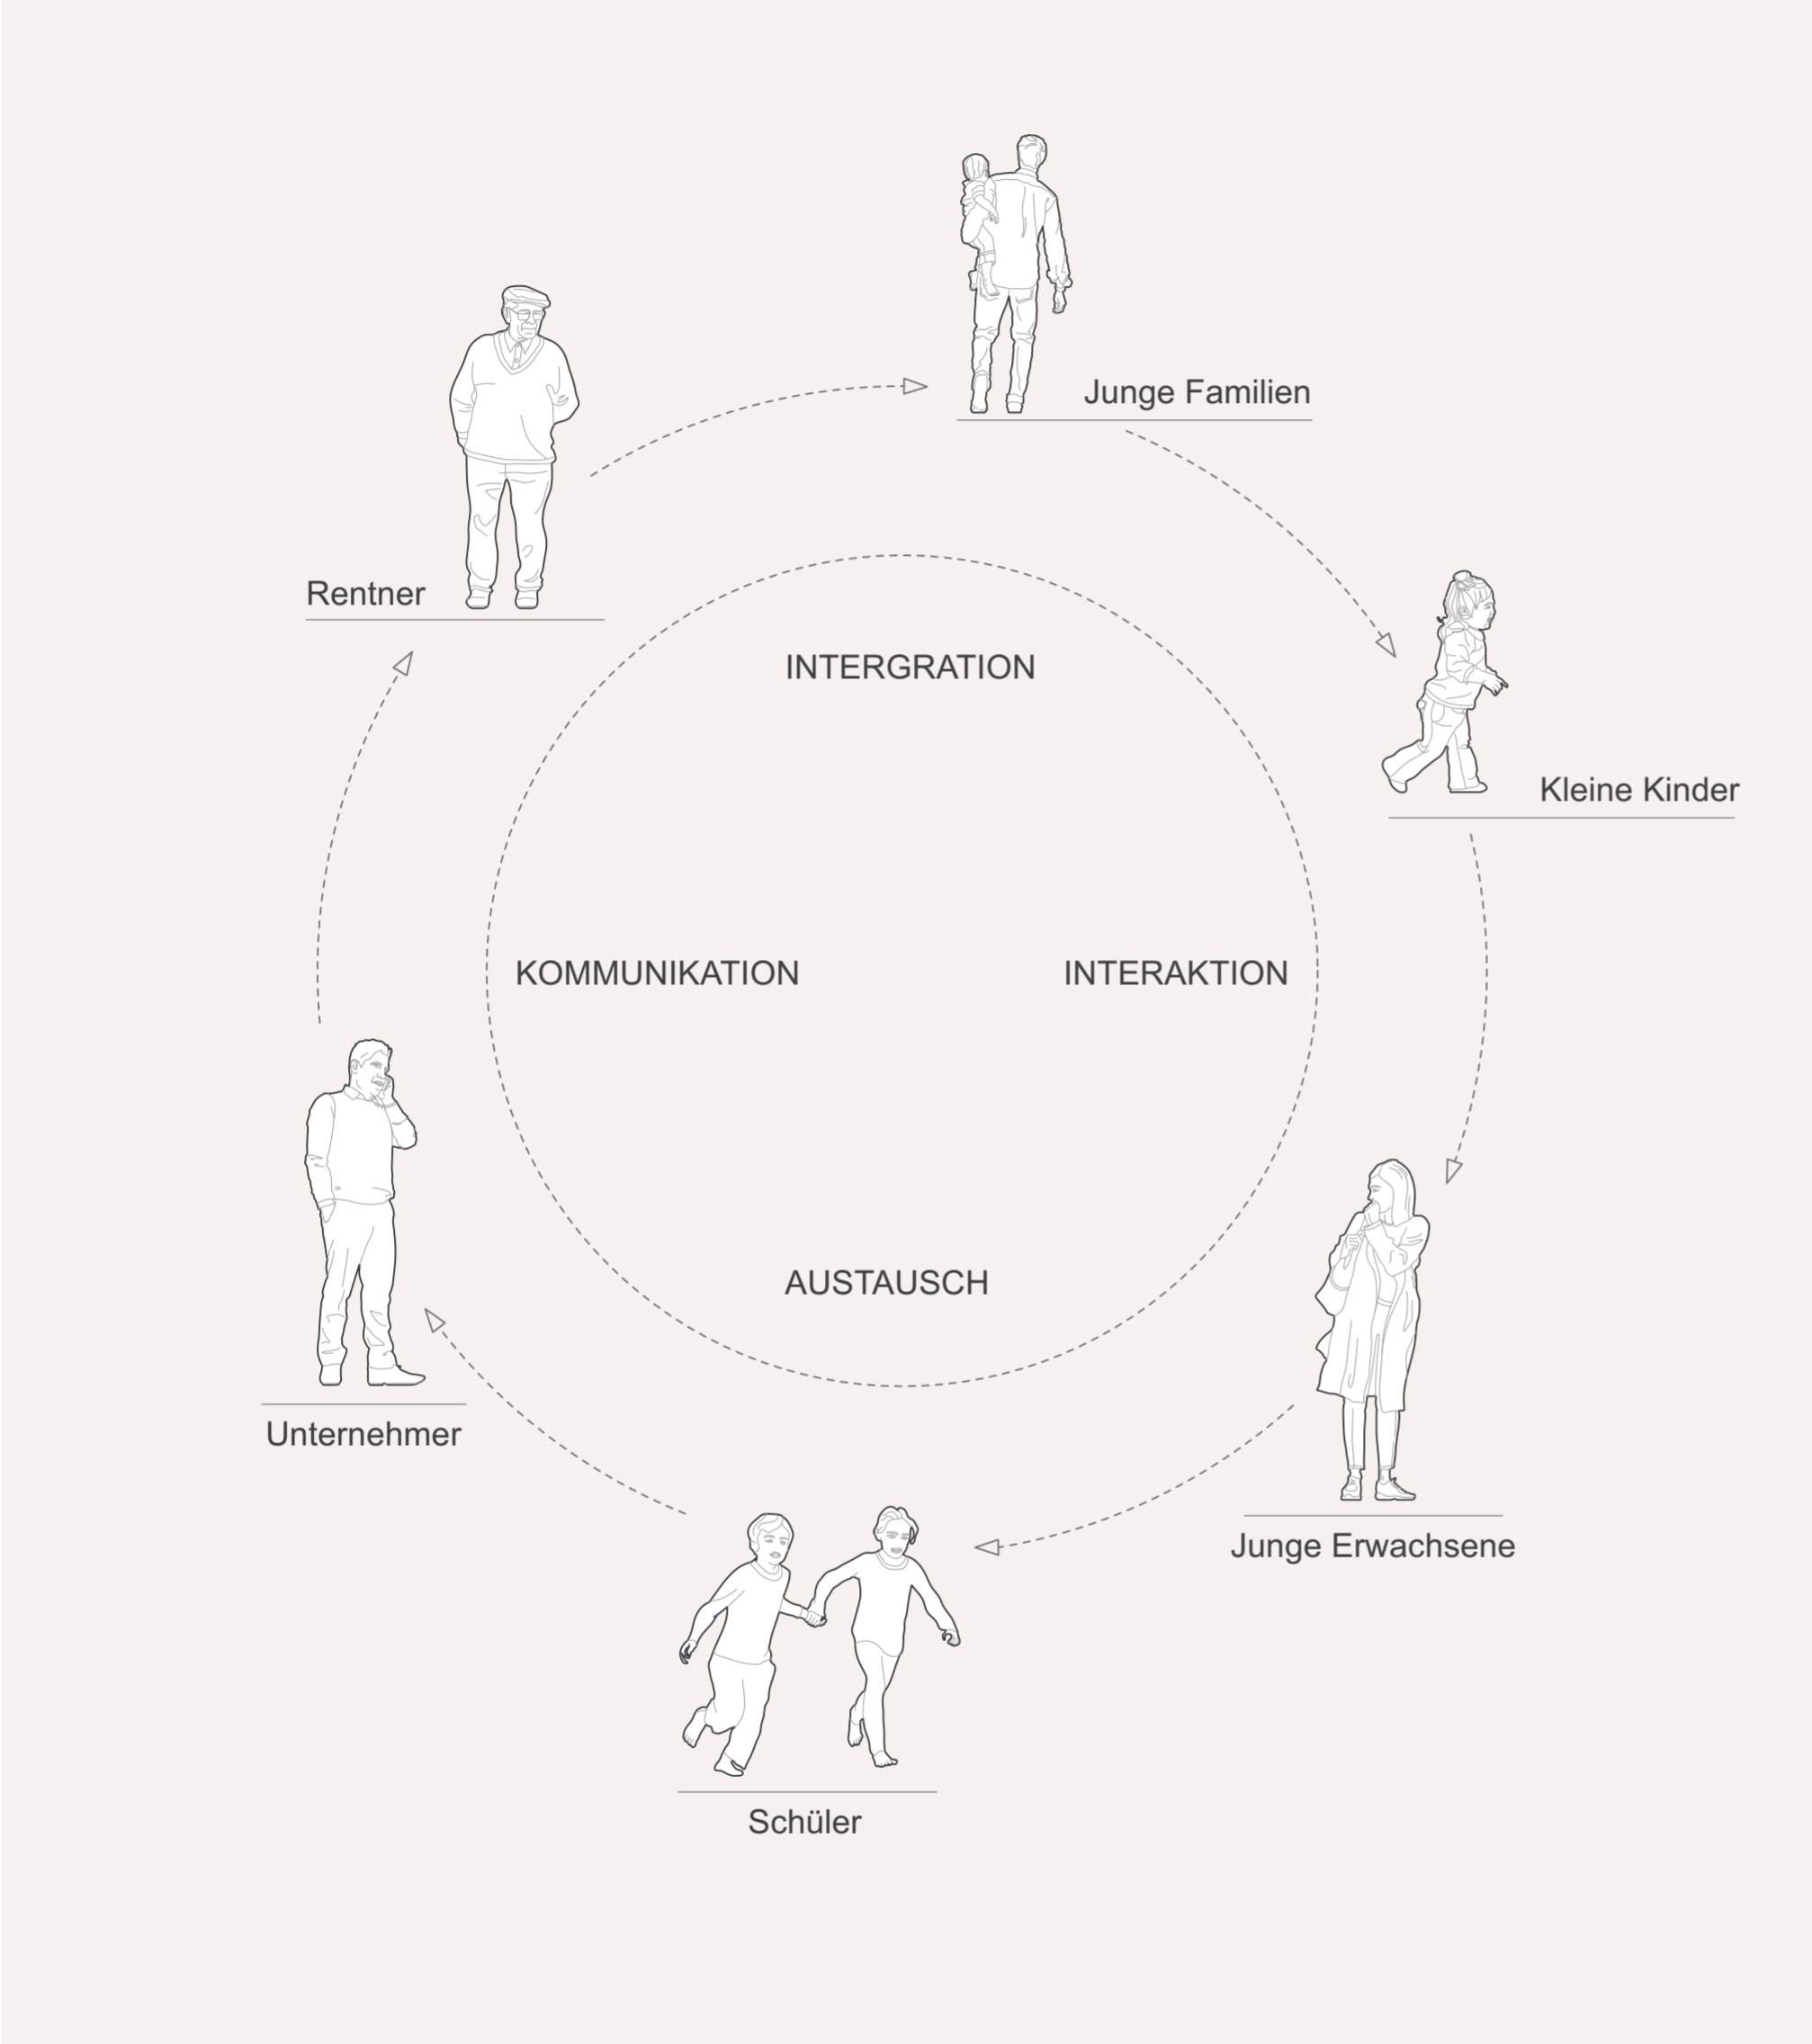 Junge Familien
Rentner
INTERGRATION
Kleine Kinder
KOMMUNIKATION
INTERAKTION
AUSTAUSCH
Unternehmer
Junge Erwachsene
Schüler